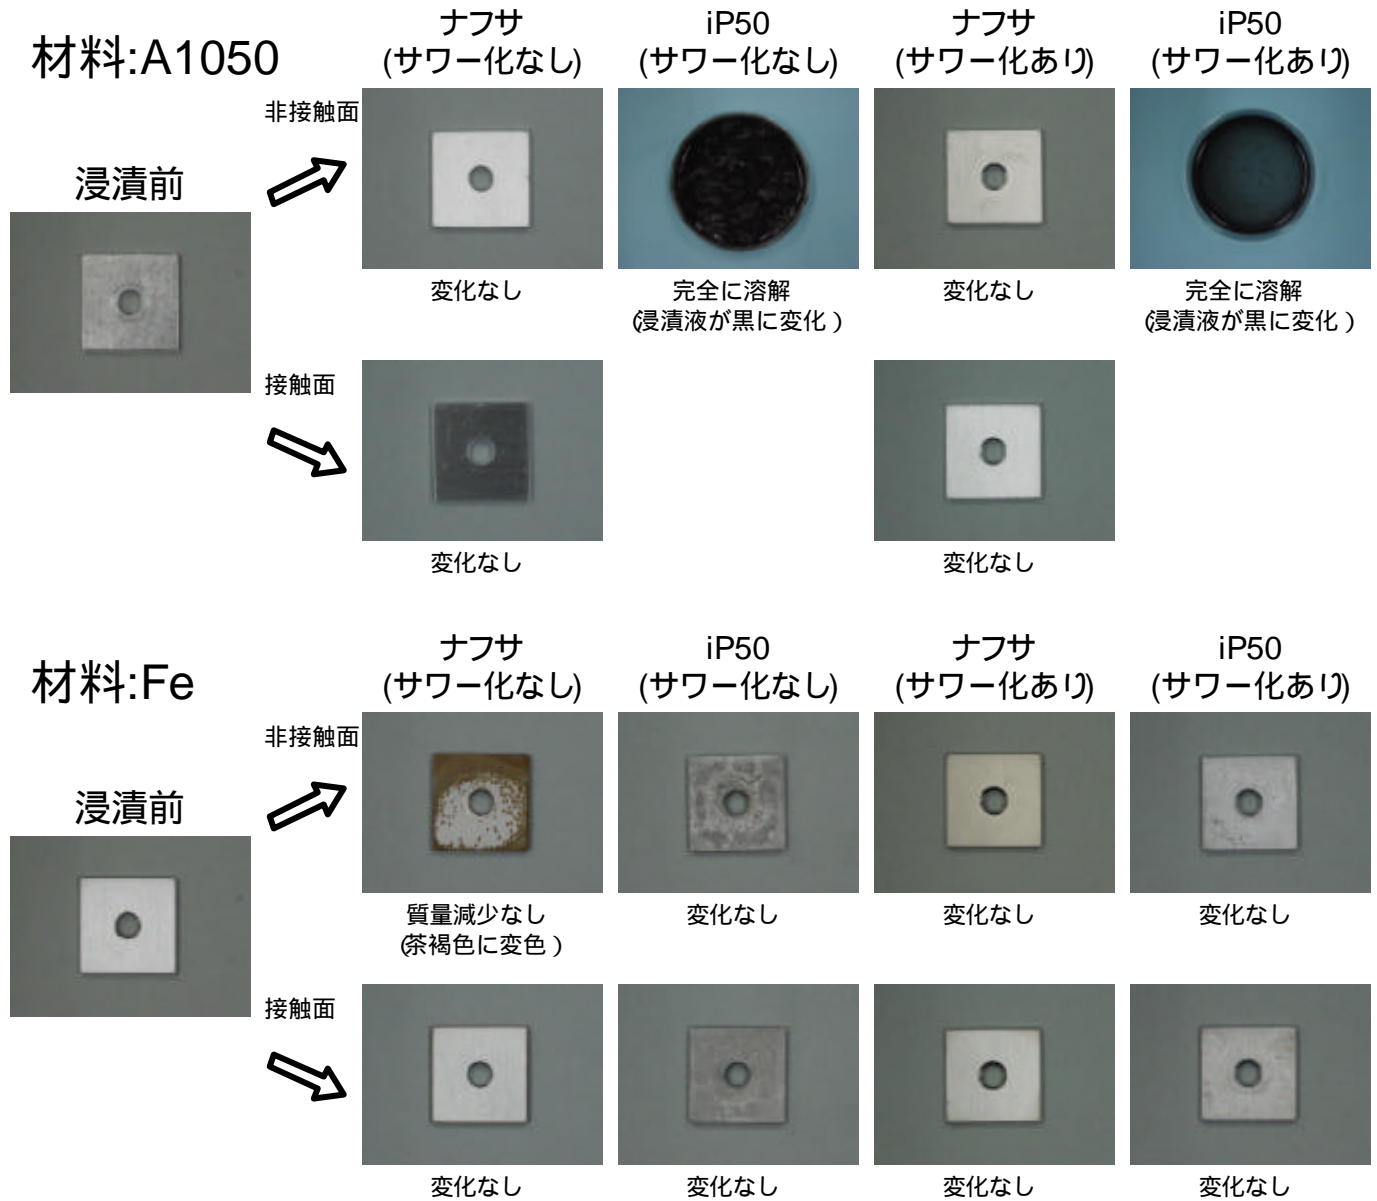 材料:A1050
ナフサ
(サワー化なし)
iP50
(サワー化なし)
ナフサ
(サワー化あり)
iP50
(サワー化あり)
非接触面
浸漬前
変化なし
完全に溶解
(浸漬液が黒に変化)
変化なし
完全に溶解
(浸漬液が黒に変化)
接触面
変化なし
変化なし
材料:Fe
ナフサ
(サワー化なし)
iP50
(サワー化なし)
ナフサ
(サワー化あり)
iP50
(サワー化あり)
非接触面
浸漬前
質量減少なし
(茶褐色に変色)
変化なし
変化なし
変化なし
接触面
変化なし
変化なし
変化なし
変化なし